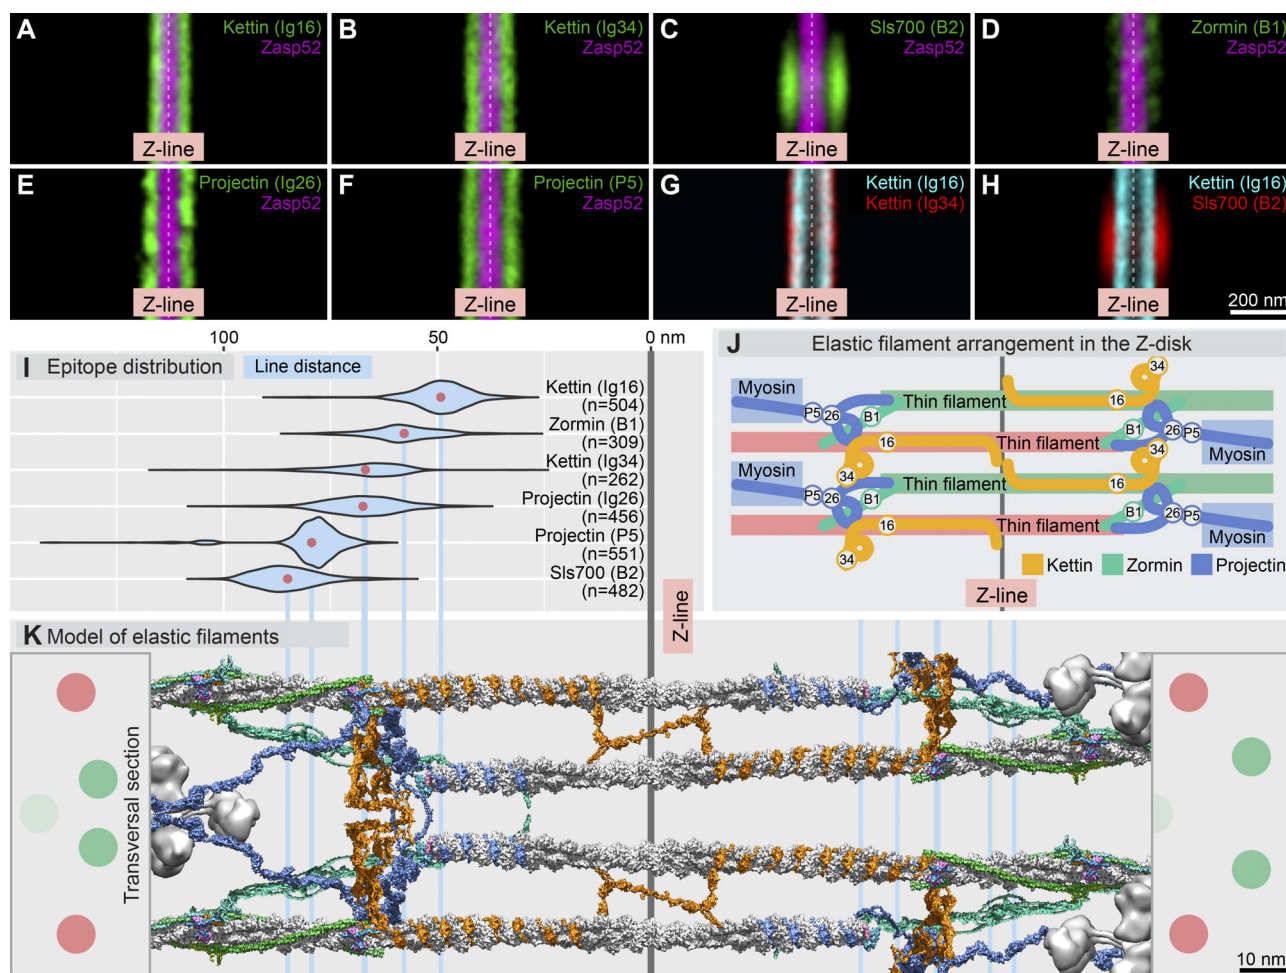 A
Kettin (Ig16)
Zasp52
Z-line
B
Kettin (Ig34)
Zasp52
Z-line
C
Sls700 (B2)
Zasp52
Z-line
D
Zormin (B1)
Zasp52
Z-line
E
Projectin (Ig26)
Zasp52
Z-line
F
Projectin (P5)
Zasp52
Z-line
G
Kettin (Ig16)
Kettin (Ig34)
Z-line
H
Kettin (Ig16)
Sls700 (B2)
Z-line
200 nm
100 50 0 nm
I Epitope distribution Line distance
Kettin (Ig16)
(n=504)
Zormin (B1)
(n=309)
Kettin (Ig34)
(n=262)
Projectin (Ig26)
(n=456)
Projectin (P5)
(n=551)
Sls700 (B2)
(n=482)
Z-line
J Elastic filament arrangement in the Z-disk
34
Myosin
P5 26 B1 Thin filament 16
16 Thin filament B1 26 P5
Myosin
34 34
Myosin
P5 26 B1 Thin filament 16
16 Thin filament B1 26 P5
Myosin
34
Kettin Zormin Projectin
Z-line
K Model of elastic filaments
Transversal section
10 nm